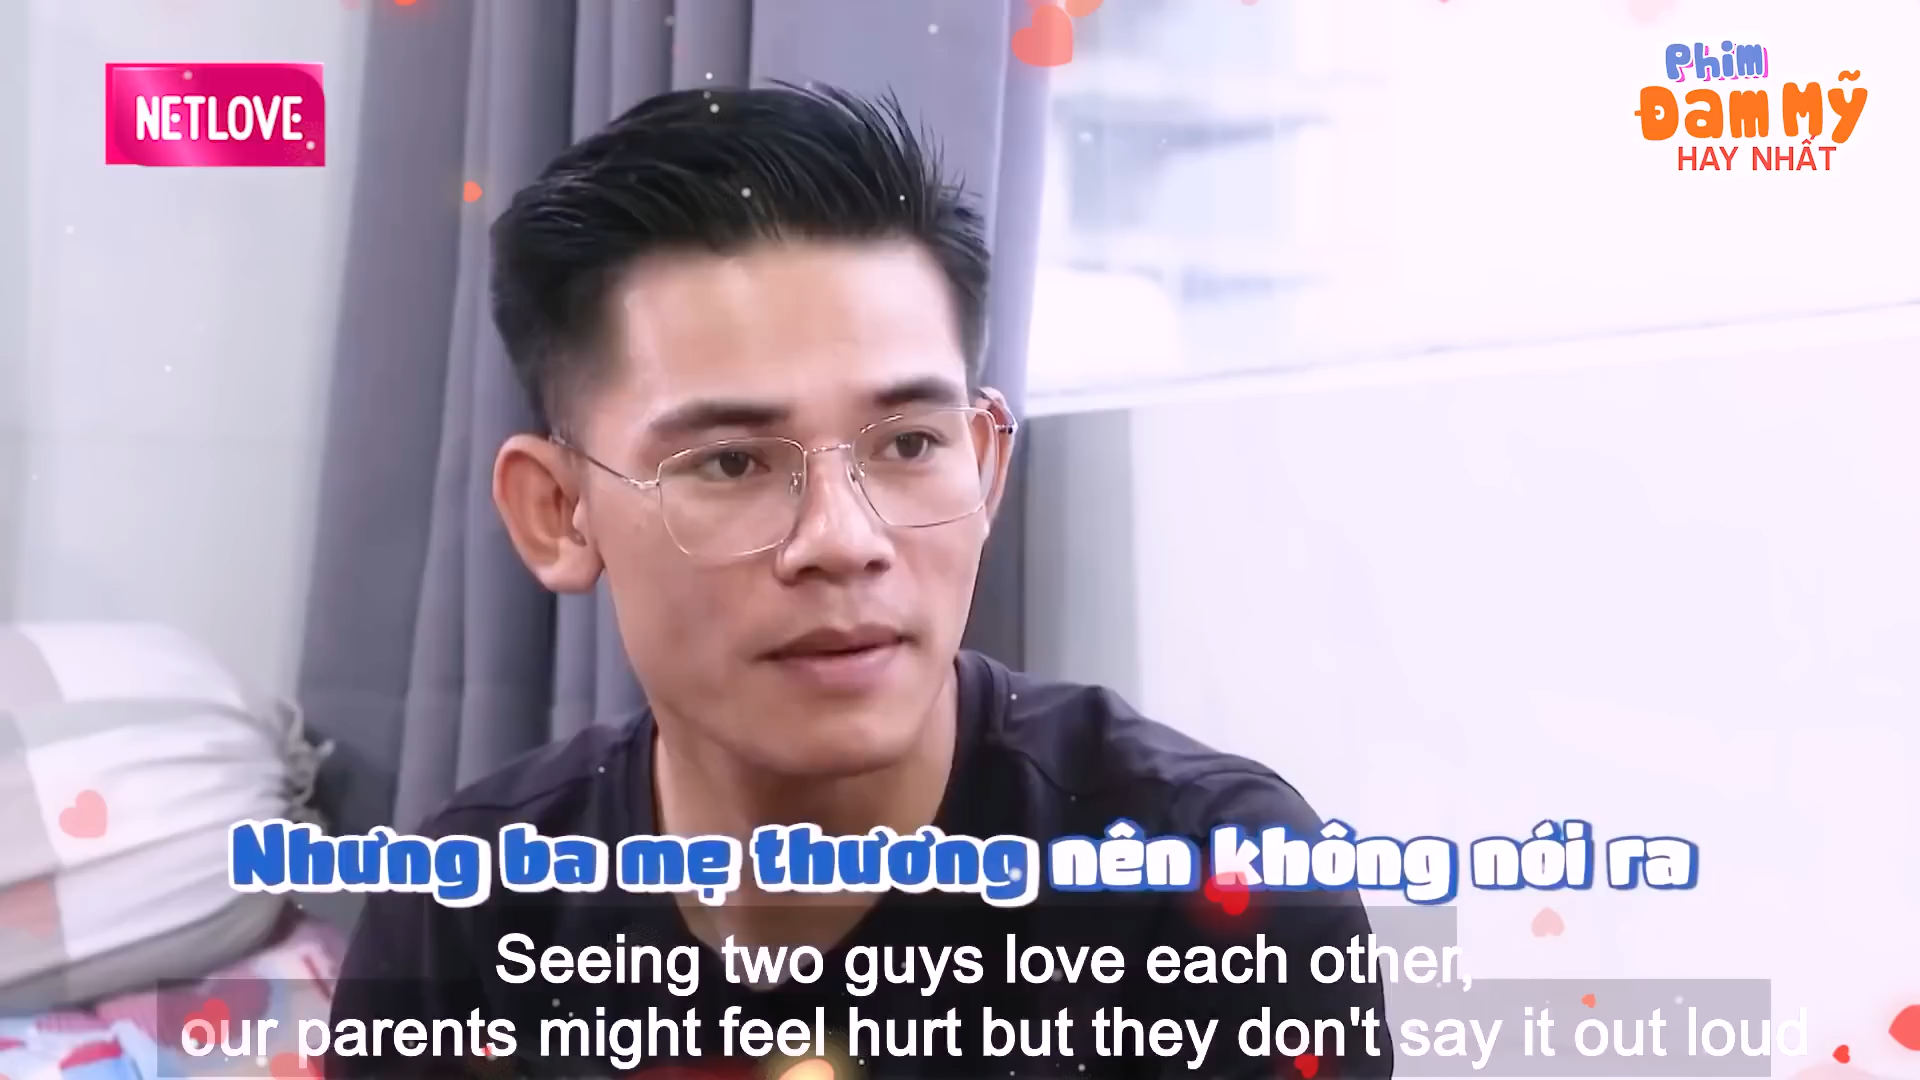 NETLOVE
Phim
Đam Mỹ
HAY NHẤT
Nhưng ba mẹ thương nên không nói ra
Seeing two guys love each other,
our parents might feel hurt but they don't say it out loud